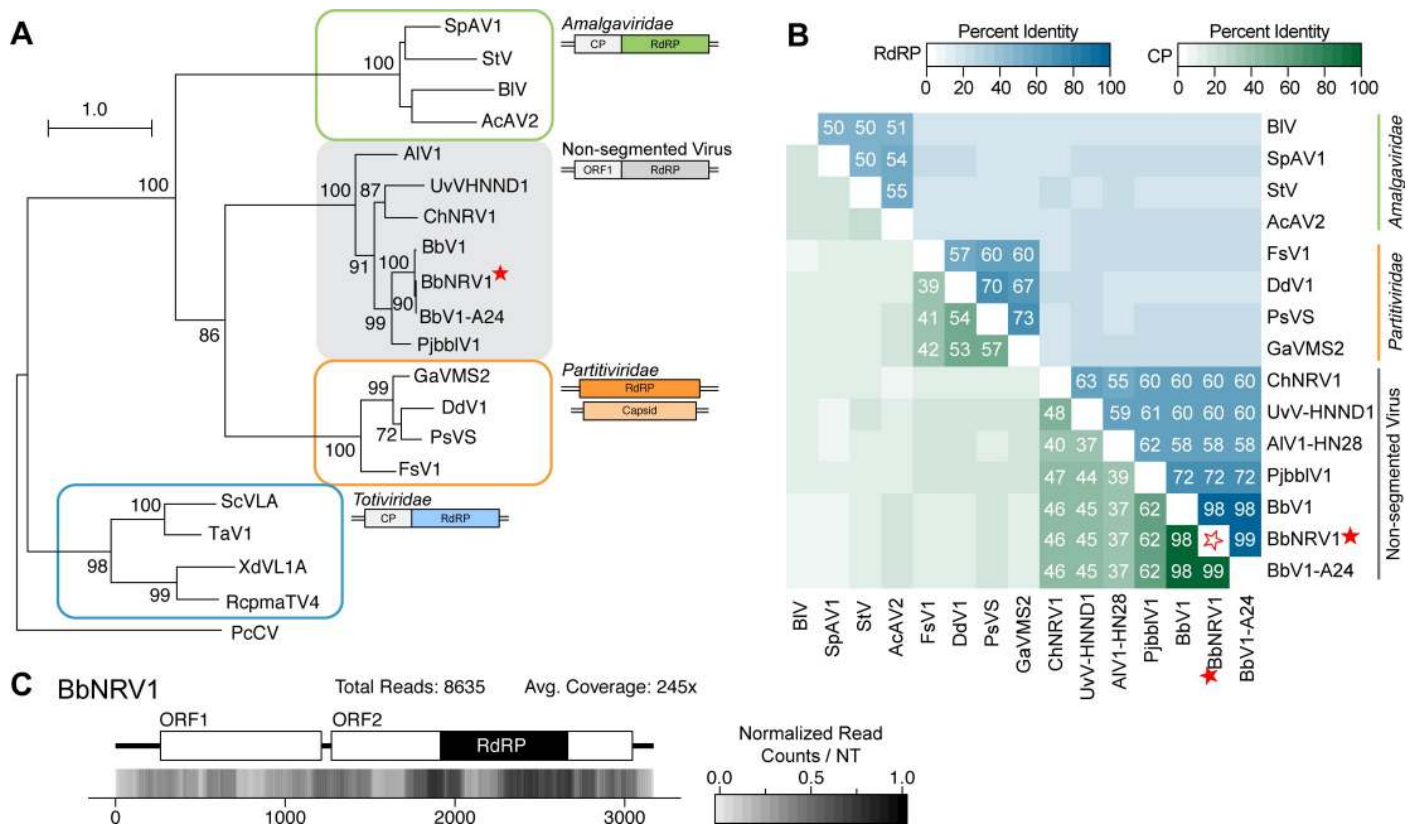 A
1.0
100
100
100
86
87
91
100
90
99
99
72
100
100
98
99
SpAV1
StV
BlV
AcAV2
AlV1
UvVHNND1
ChNRV1
BbV1
BbNRV1
BbV1-A24
PjbblV1
GaVMS2
DdV1
PsVS
FsV1
ScVLA
TaV1
XdVL1A
RcpmaTV4
PcCV
Amalgaviridae
CP RdRP
Non-segmented Virus
ORF1 RdRP
Partitiviridae
RdRP
Capsid
Totiviridae
CP RdRP
B
Percent Identity
RdRP
0 20 40 60 80 100
Percent Identity
CP
0 20 40 60 80 100
50 50 51 BlV
50 54 SpAV1
55 StV
AcAV2
57 60 60 FsV1
39 70 67 DdV1
41 54 73 PsVS
42 53 57 GaVMS2
63 55 60 60 60 60 ChNRV1
48 59 61 60 60 60 UvV-HNND1
40 37 62 58 58 58 AlV1-HN28
47 44 39 72 72 72 PjbblV1
46 45 37 62 98 98 BbV1
46 45 37 62 98 99 BbNRV1
46 45 37 62 98 99 BbV1-A24
Amalgaviridae
Partitiviridae
Non-segmented Virus
BlV
SpAV1
StV
AcAV2
FsV1
DdV1
PsVS
GaVMS2
ChNRV1
UvV-HNND1
AlV1-HN28
PjbblV1
BbV1
BbNRV1
BbV1-A24
C
BbNRV1
Total Reads: 8635 Avg. Coverage: 245x
ORF1 ORF2
RdRP
0 1000 2000 3000
Normalized Read
Counts / NT
0.0 0.5 1.0